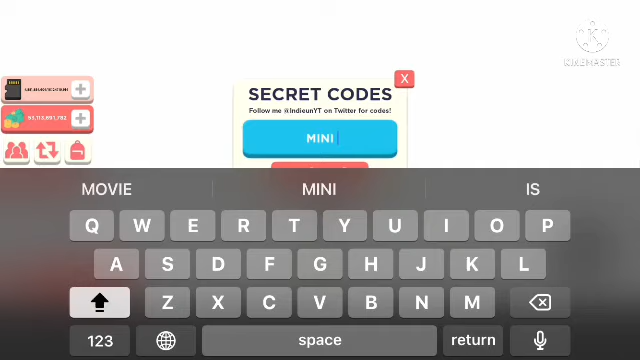 KINEMASTER
X
SECRET CODES
Follow me @IndieunYT on Twitter for codes!
MINI
MOVIE MINI IS
Q W E R T Y U I O P
A S D F G H J K L
Z X C V B N M
123 space return